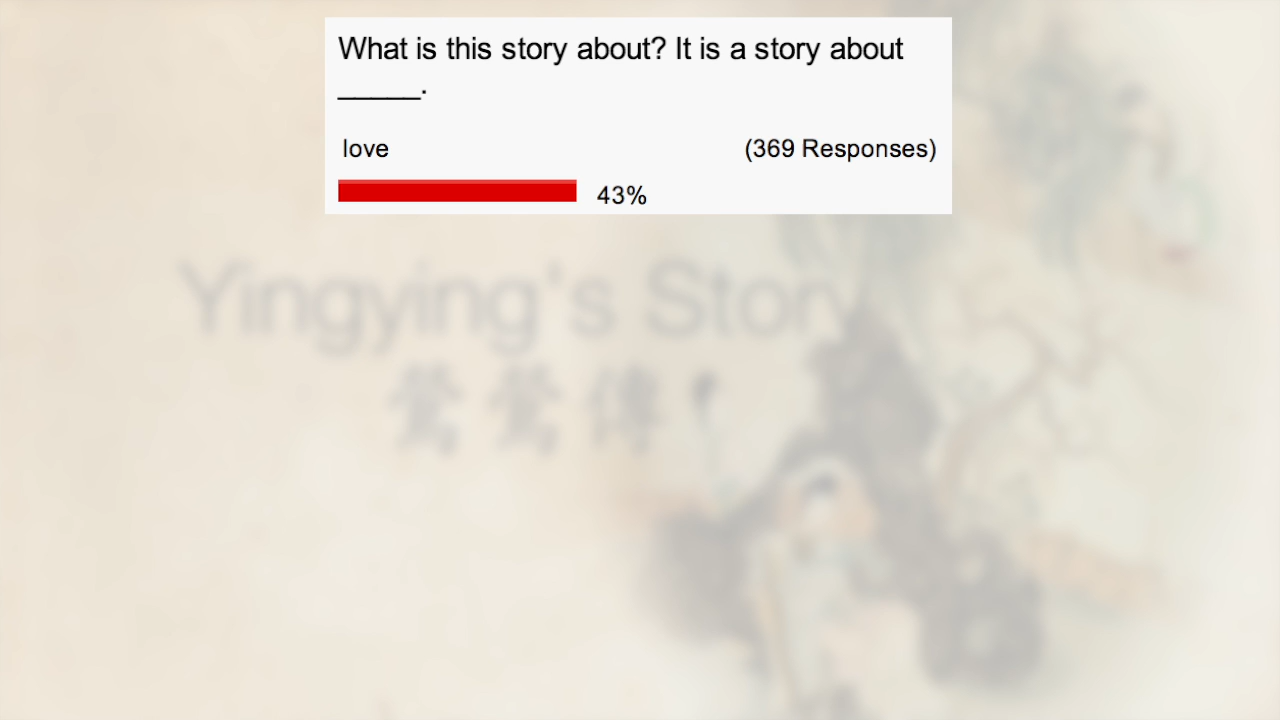 What is this story about? It is a story about
_____.
love (369 Responses)
43%
Yingying's Story
鶯鶯傳